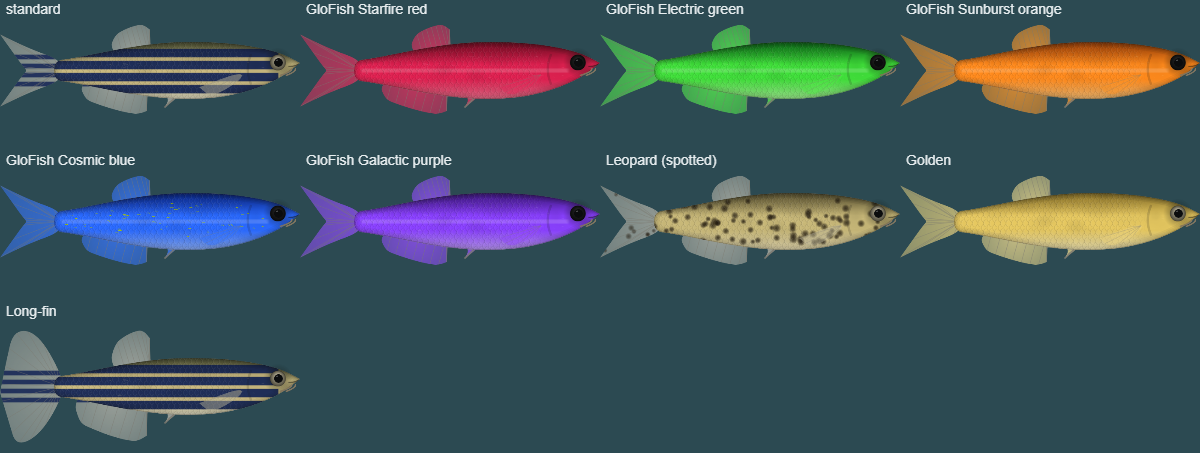 standard
GloFish Starfire red
GloFish Electric green
GloFish Sunburst orange
GloFish Cosmic blue
GloFish Galactic purple
Leopard (spotted)
Golden
Long-fin